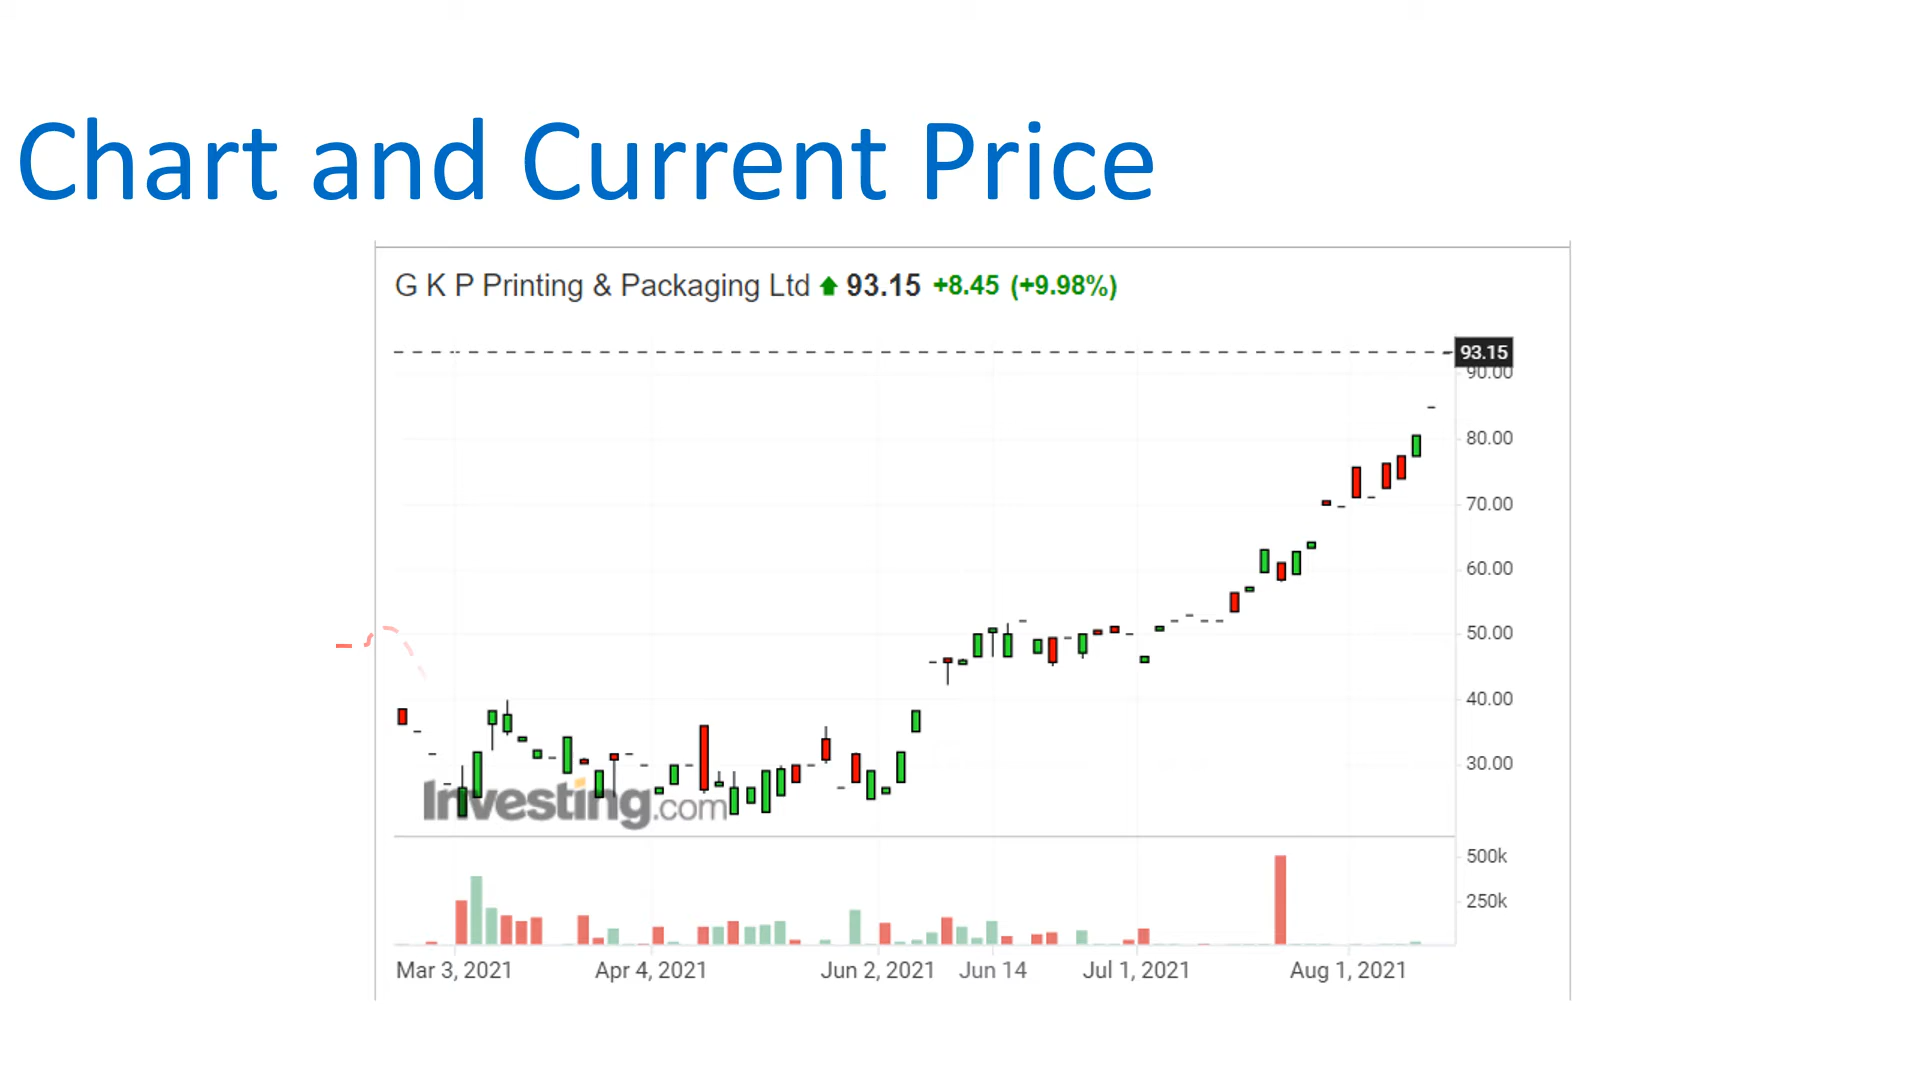 Chart and Current Price
G K P Printing & Packaging Ltd 93.15 +8.45 (+9.98%)
93.15
90.00
80.00
70.00
60.00
50.00
40.00
30.00
Investing.com
500k
250k
Mar 3, 2021 Apr 4, 2021 Jun 2, 2021 Jun 14 Jul 1, 2021 Aug 1, 2021